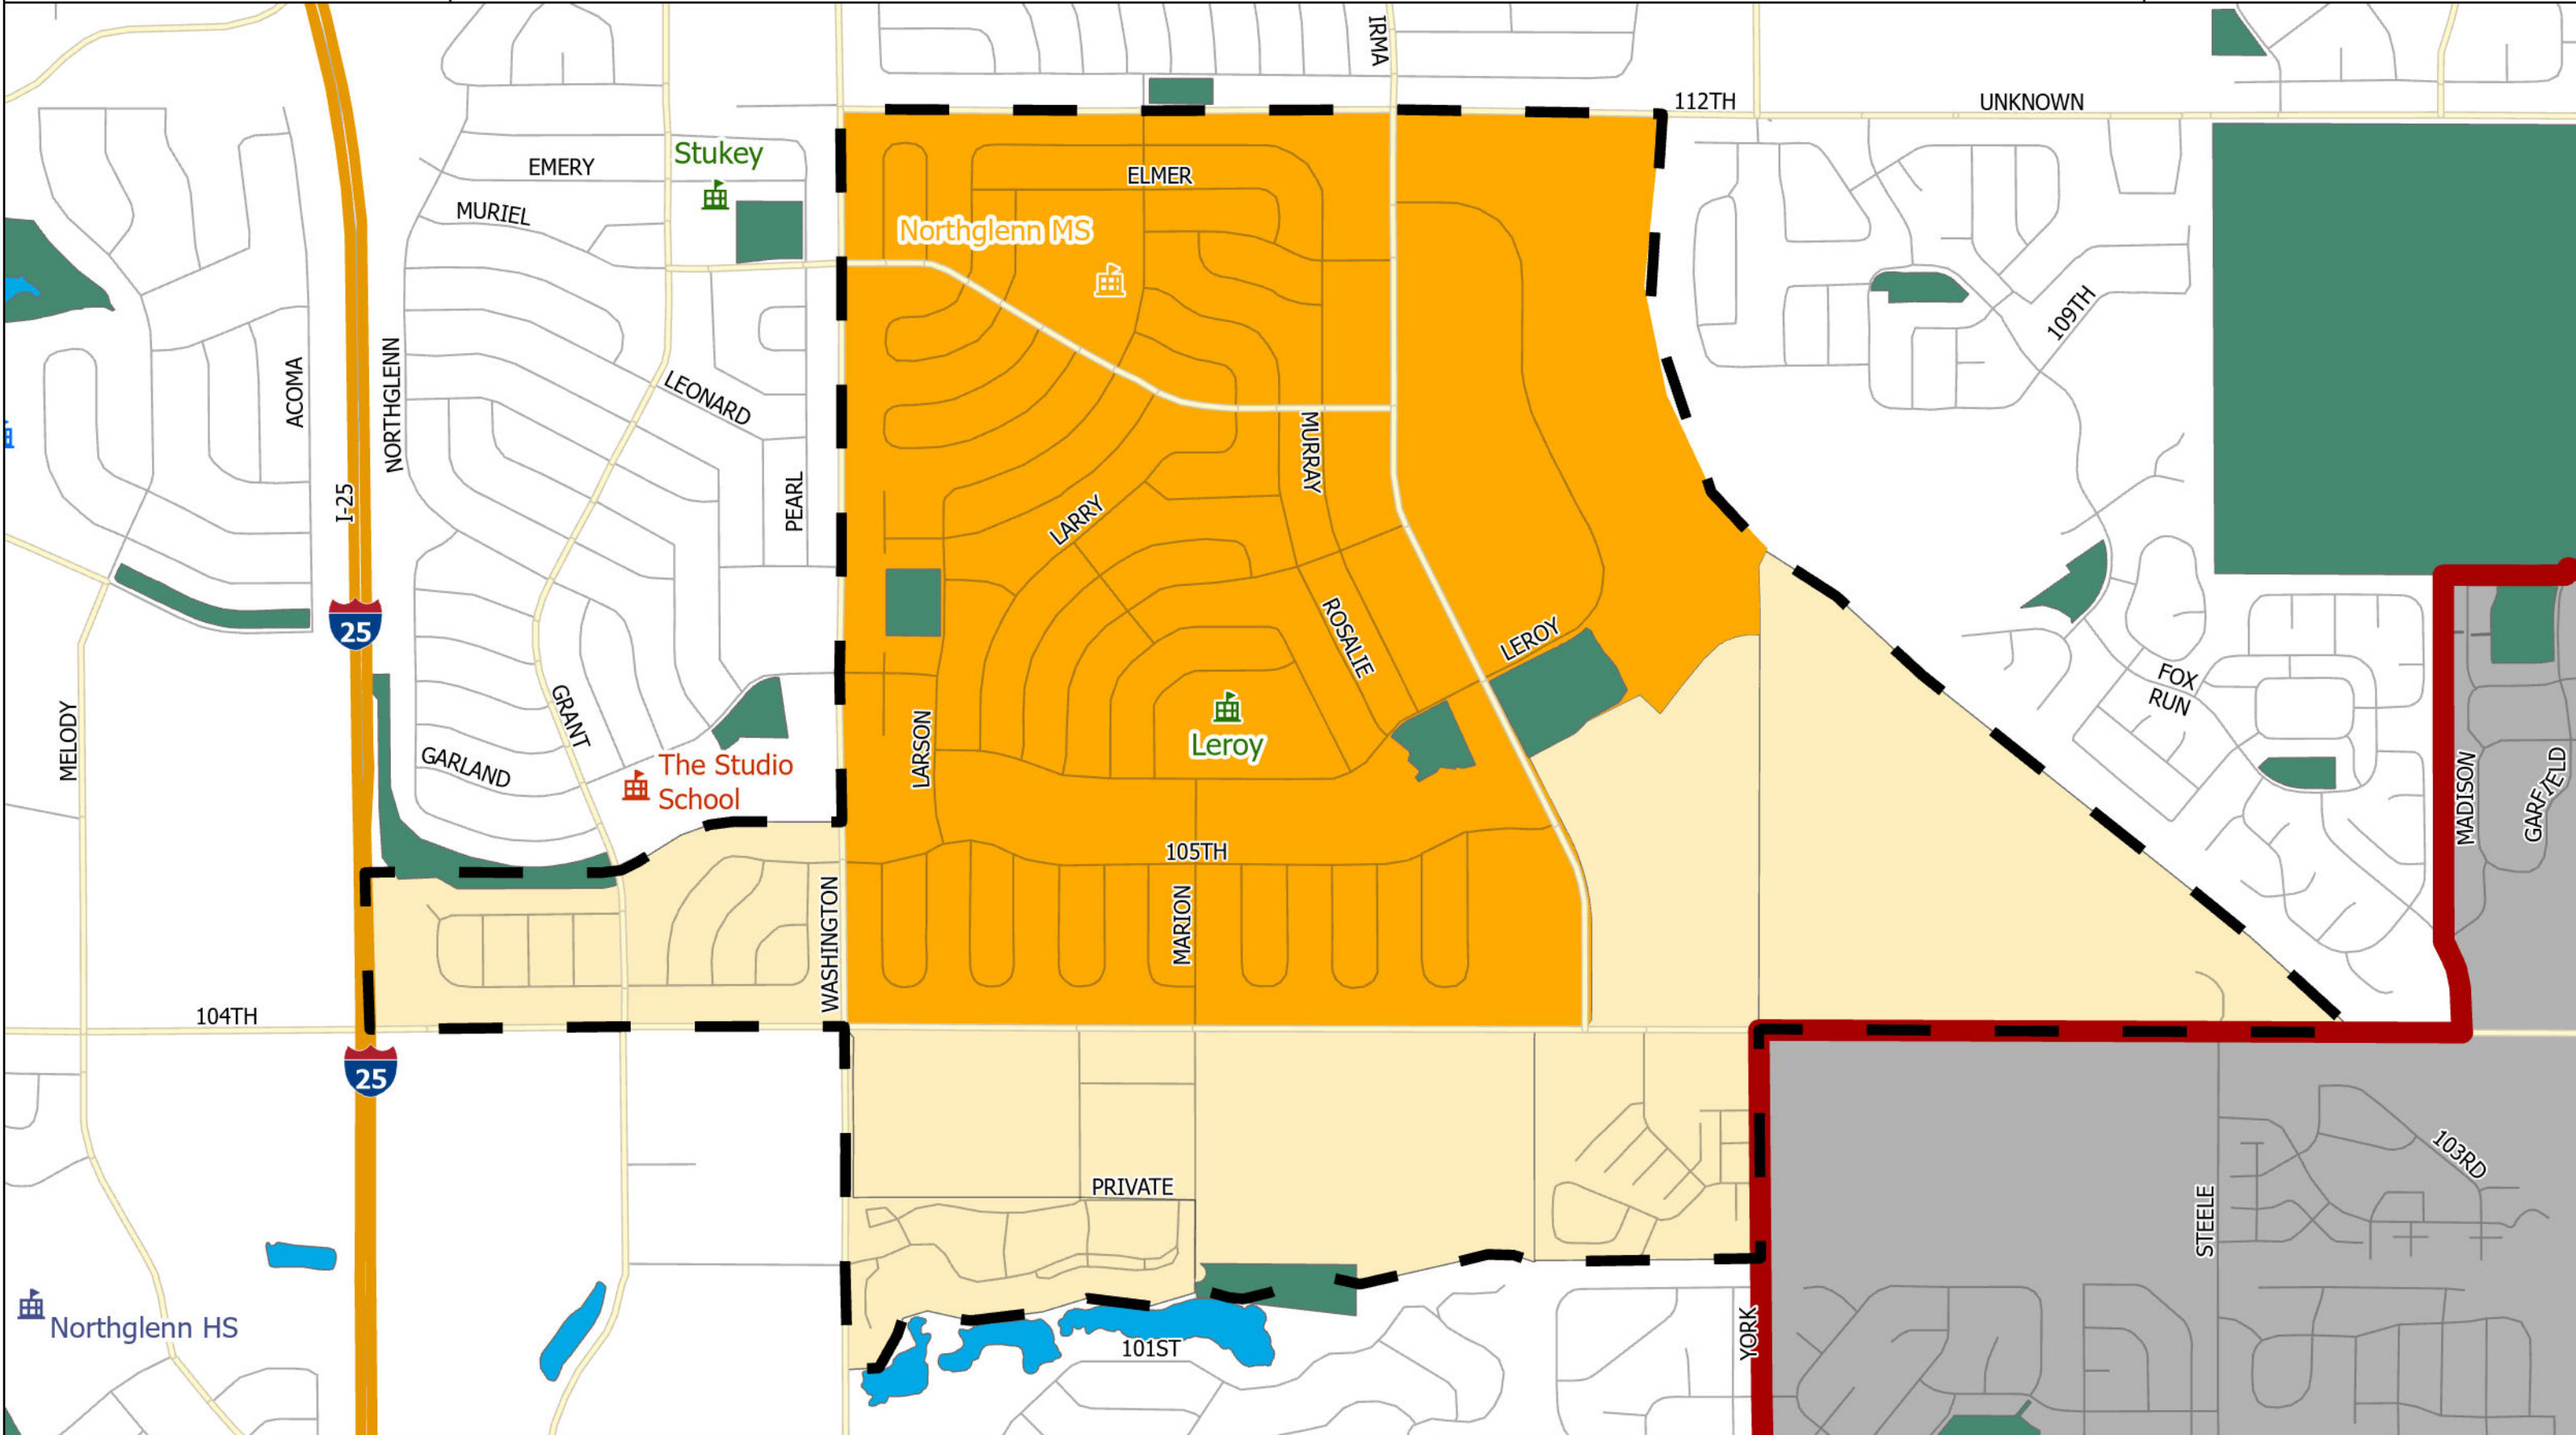 IRMA
112TH
UNKNOWN
Stukey
EMERY
ELMER
MURIEL
Northglenn MS
109TH
ACOMA
NORTHGLENN
LEONARD
MURRAY
PEARL
I-25
LARRY
25
ROSALIE
LEROY
FOX
RUN
MELODY
GRANT
LARSON
Leroy
GARLAND
The Studio
School
MADISON
GARFIELD
105TH
WASHINGTON
MARION
104TH
25
PRIVATE
103RD
STEELE
Northglenn HS
101ST
YORK